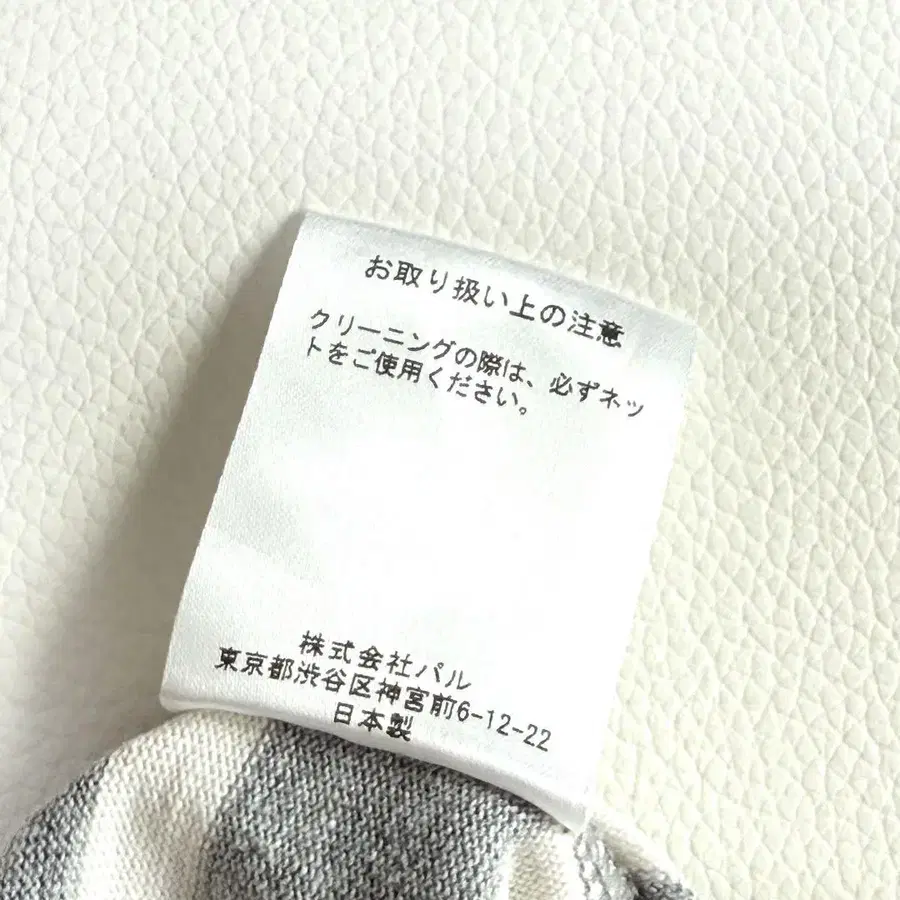 お取り扱い上の注意
クリーニングの際は、必ずネッ
トをご使用ください。
株式会社パル
東京都渋谷区神宮前6-12-22
日本製